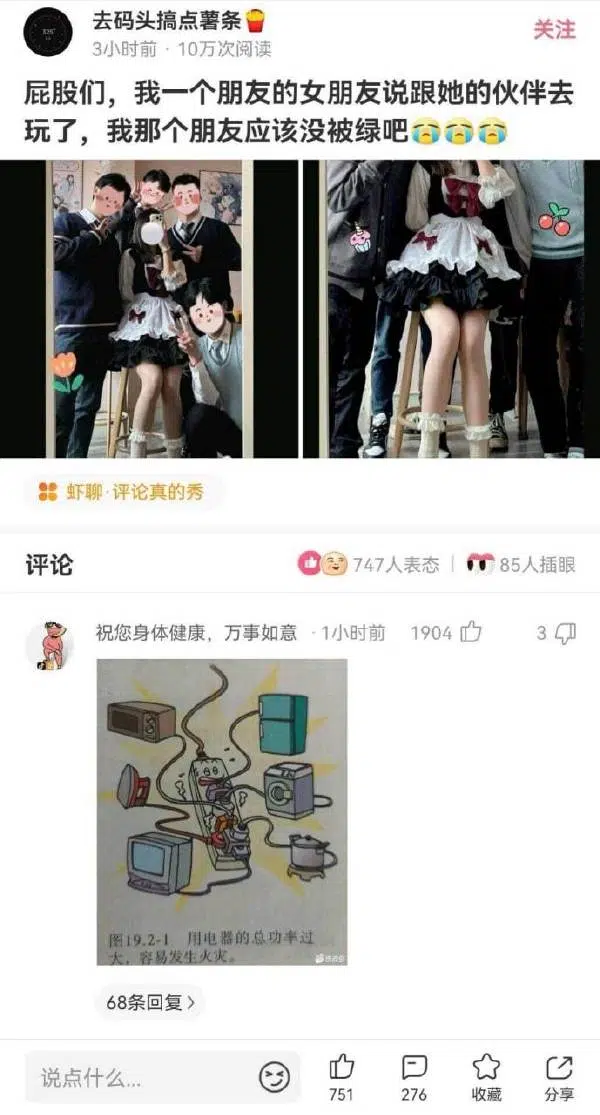 去码头搞点薯条🍟
3小时前 · 10万次阅读
关注
屁股们，我一个朋友的女朋友说跟她的伙伴去
玩了，我那个朋友应该没被绿吧😭😭😭
虾聊·评论真的秀
评论
747人表态
85人插眼
祝您身体健康，万事如意 · 1小时前
1904
3
图19.2-1 用电器的总功率过
大，容易发生火灾。
68条回复
说点什么...
751
276
收藏
分享